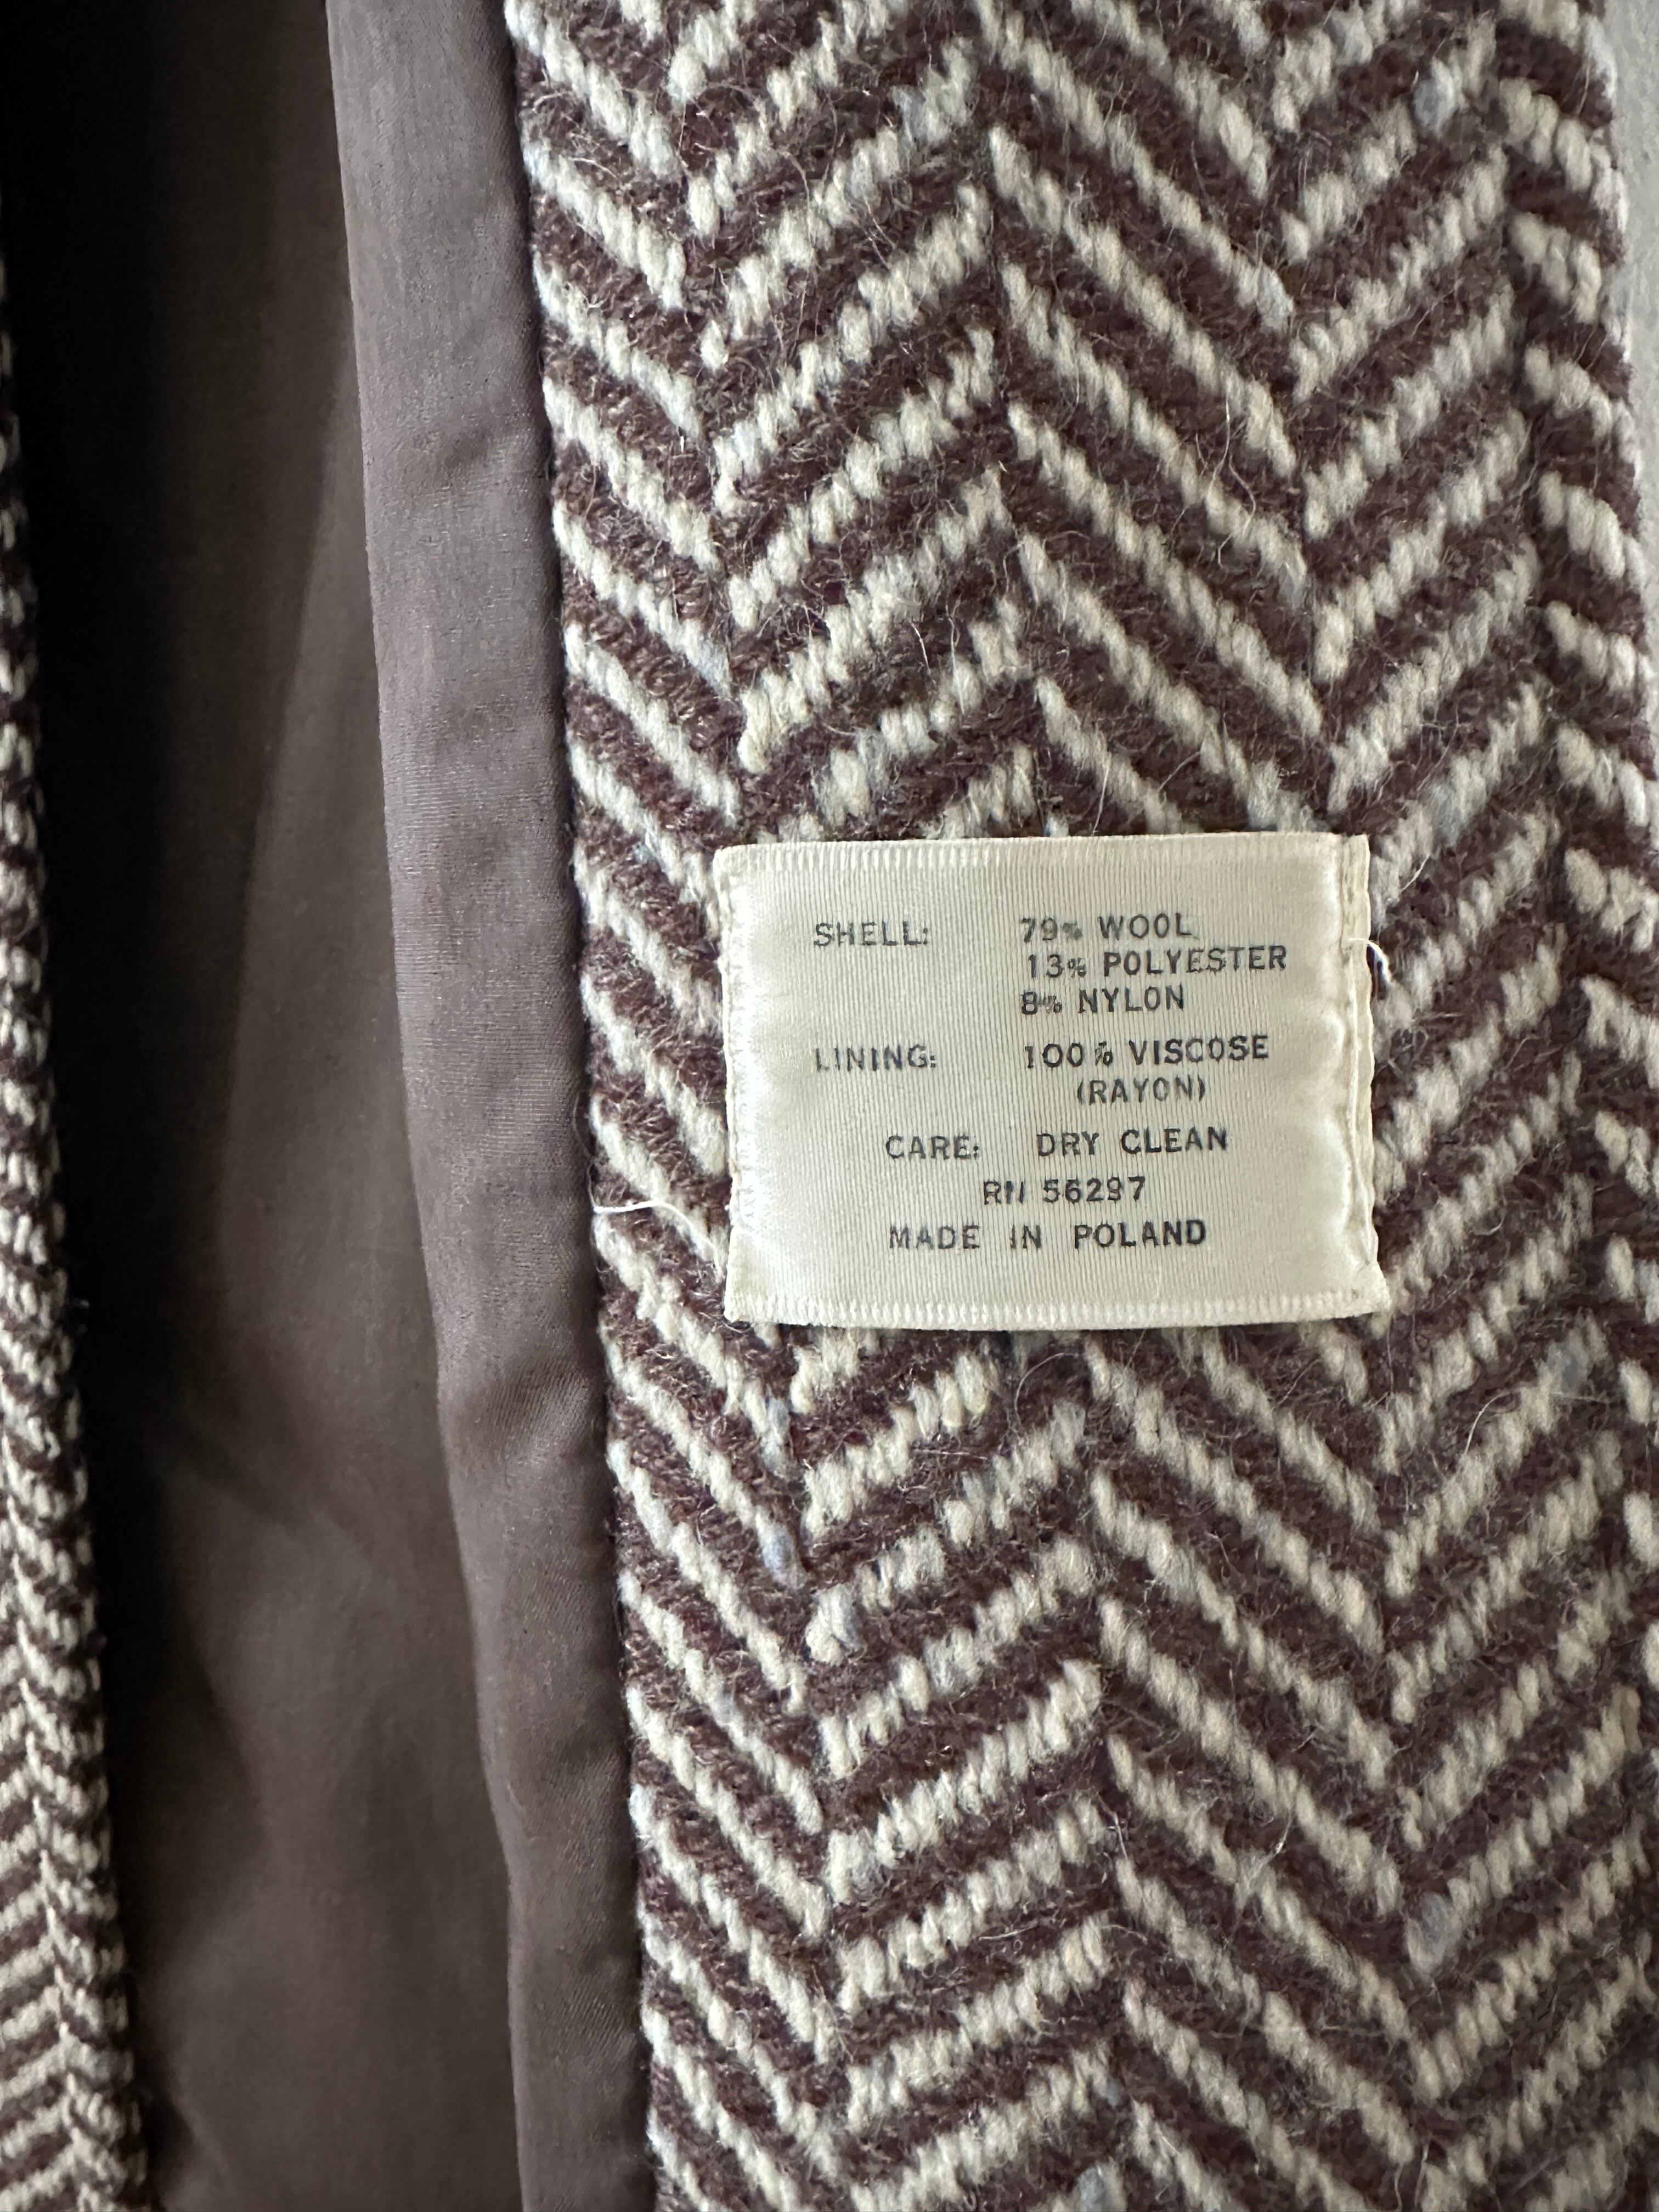 SHELL: 79% WOOL
13% POLYESTER
8% NYLON
LINING: 100% VISCOSE
(RAYON)
CARE: DRY CLEAN
RN 56297
MADE IN POLAND